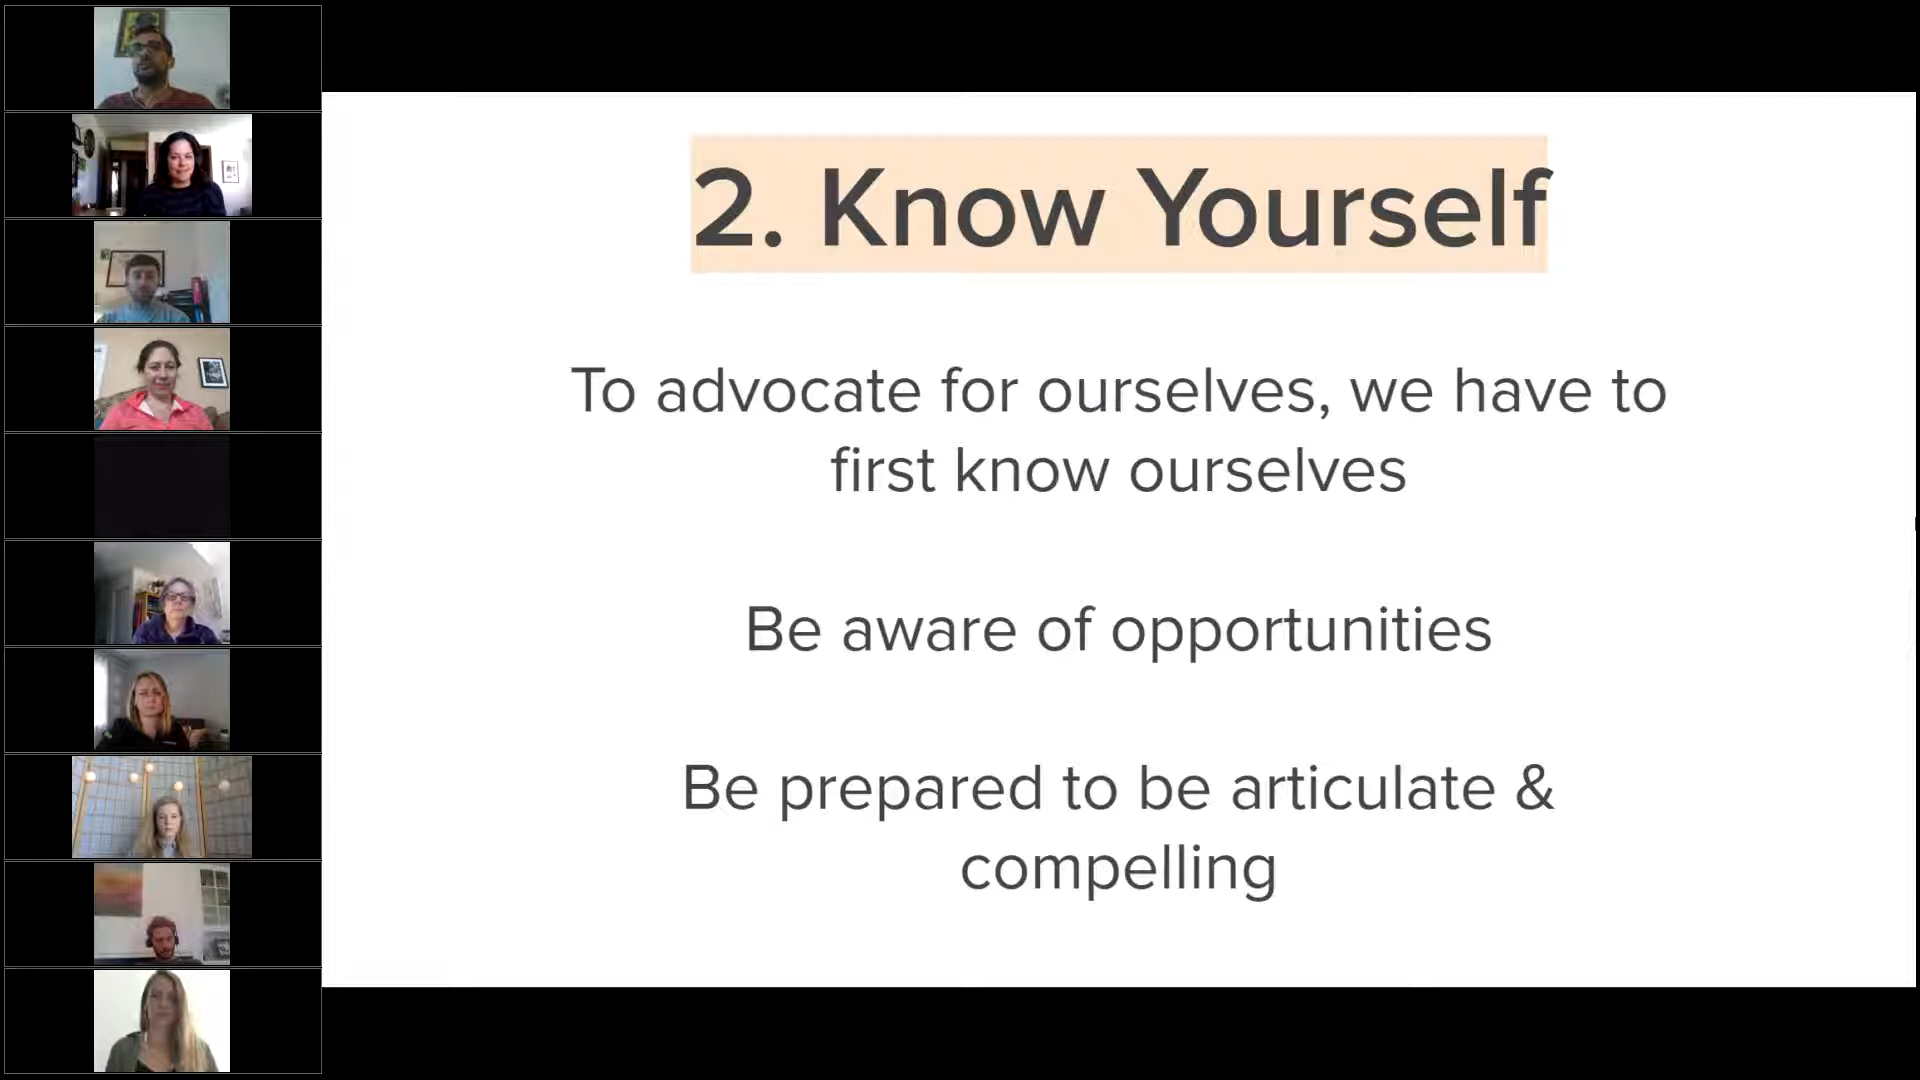 2. Know Yourself
To advocate for ourselves, we have to
first know ourselves
Be aware of opportunities
Be prepared to be articulate &
compelling